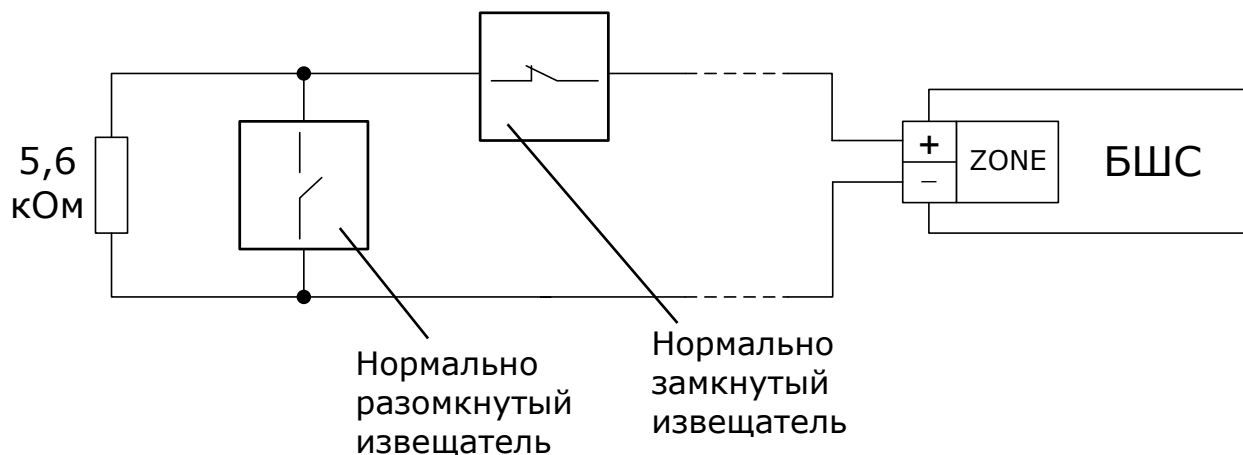 5,6
кОм
+
–
ZONE
БШС
Нормально
разомкнутый
извещатель
Нормально
замкнутый
извещатель